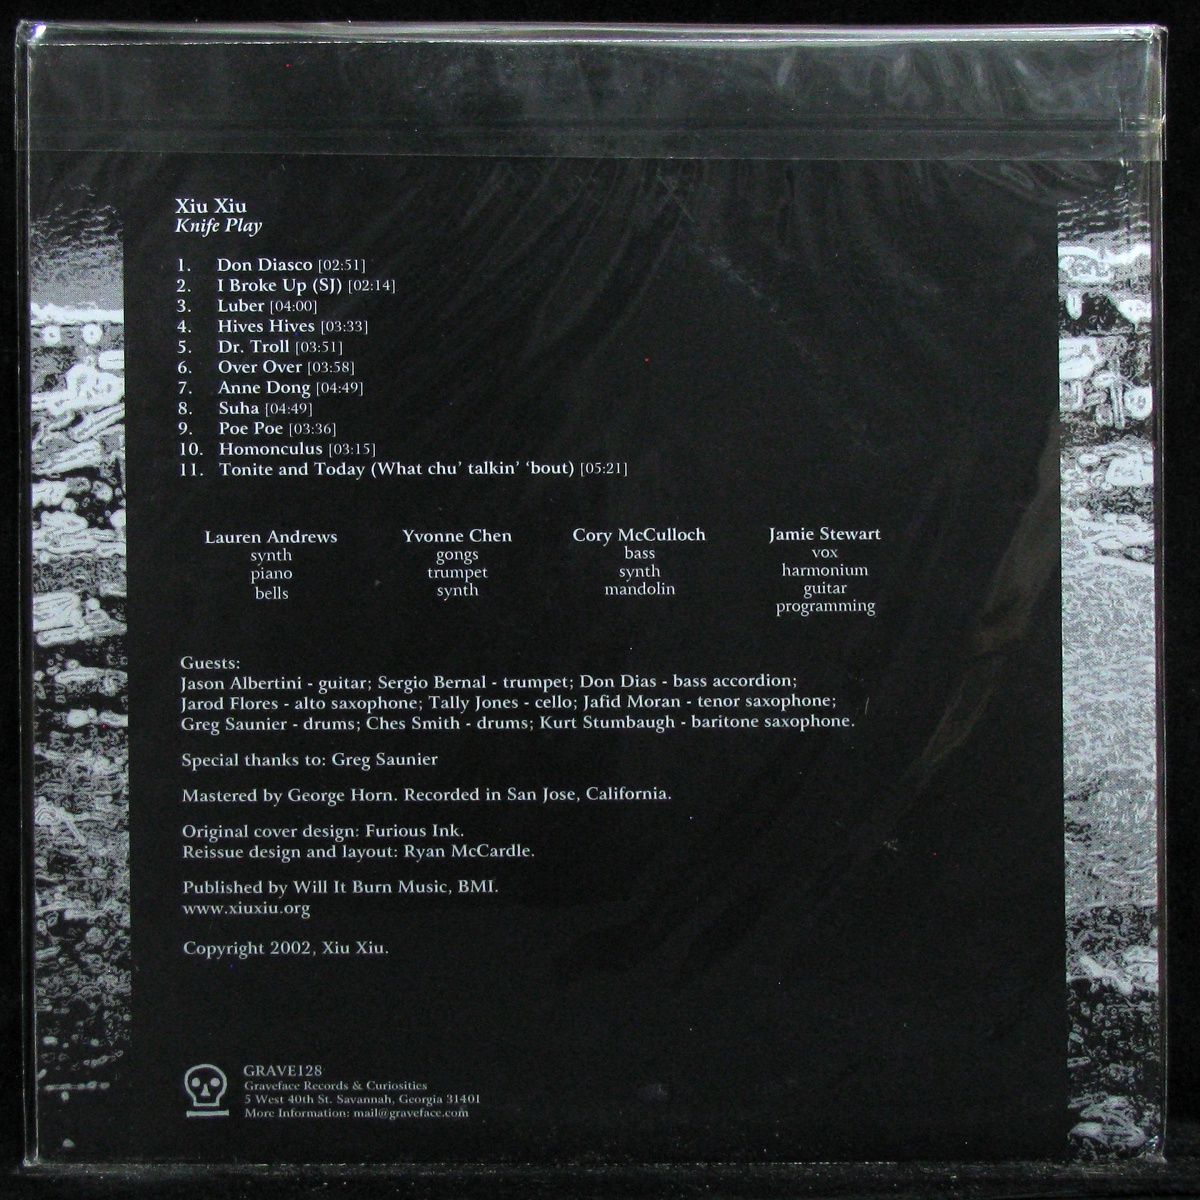 Xiu Xiu
Knife Play
1. Don Diasco [02:51]
2. I Broke Up (SJ) [02:14]
3. Luber [04:00]
4. Hives Hives [03:33]
5. Dr. Troll [03:51]
6. Over Over [03:58]
7. Anne Dong [04:49]
8. Suha [04:49]
9. Poe Poe [03:36]
10. Homonculus [03:15]
11. Tonite and Today (What chu' talkin' 'bout) [05:21]
Lauren Andrews
synth
piano
bells
Yvonne Chen
gongs
trumpet
synth
Cory McCulloch
bass
synth
mandolin
Jamie Stewart
vox
harmonium
guitar
programming
Guests:
Jason Albertini - guitar; Sergio Bernal - trumpet; Don Dias - bass accordion;
Jarod Flores - alto saxophone; Tally Jones - cello; Jafid Moran - tenor saxophone;
Greg Saunier - drums; Ches Smith - drums; Kurt Stumbaugh - baritone saxophone.
Special thanks to: Greg Saunier
Mastered by George Horn. Recorded in San Jose, California.
Original cover design: Furious Ink.
Reissue design and layout: Ryan McCardle.
Published by Will It Burn Music, BMI.
www.xiuxiu.org
Copyright 2002, Xiu Xiu.
GRAVE128
Graveface Records & Curiosities
5 West 40th St. Savannah, Georgia 31401
More Information: mail@graveface.com